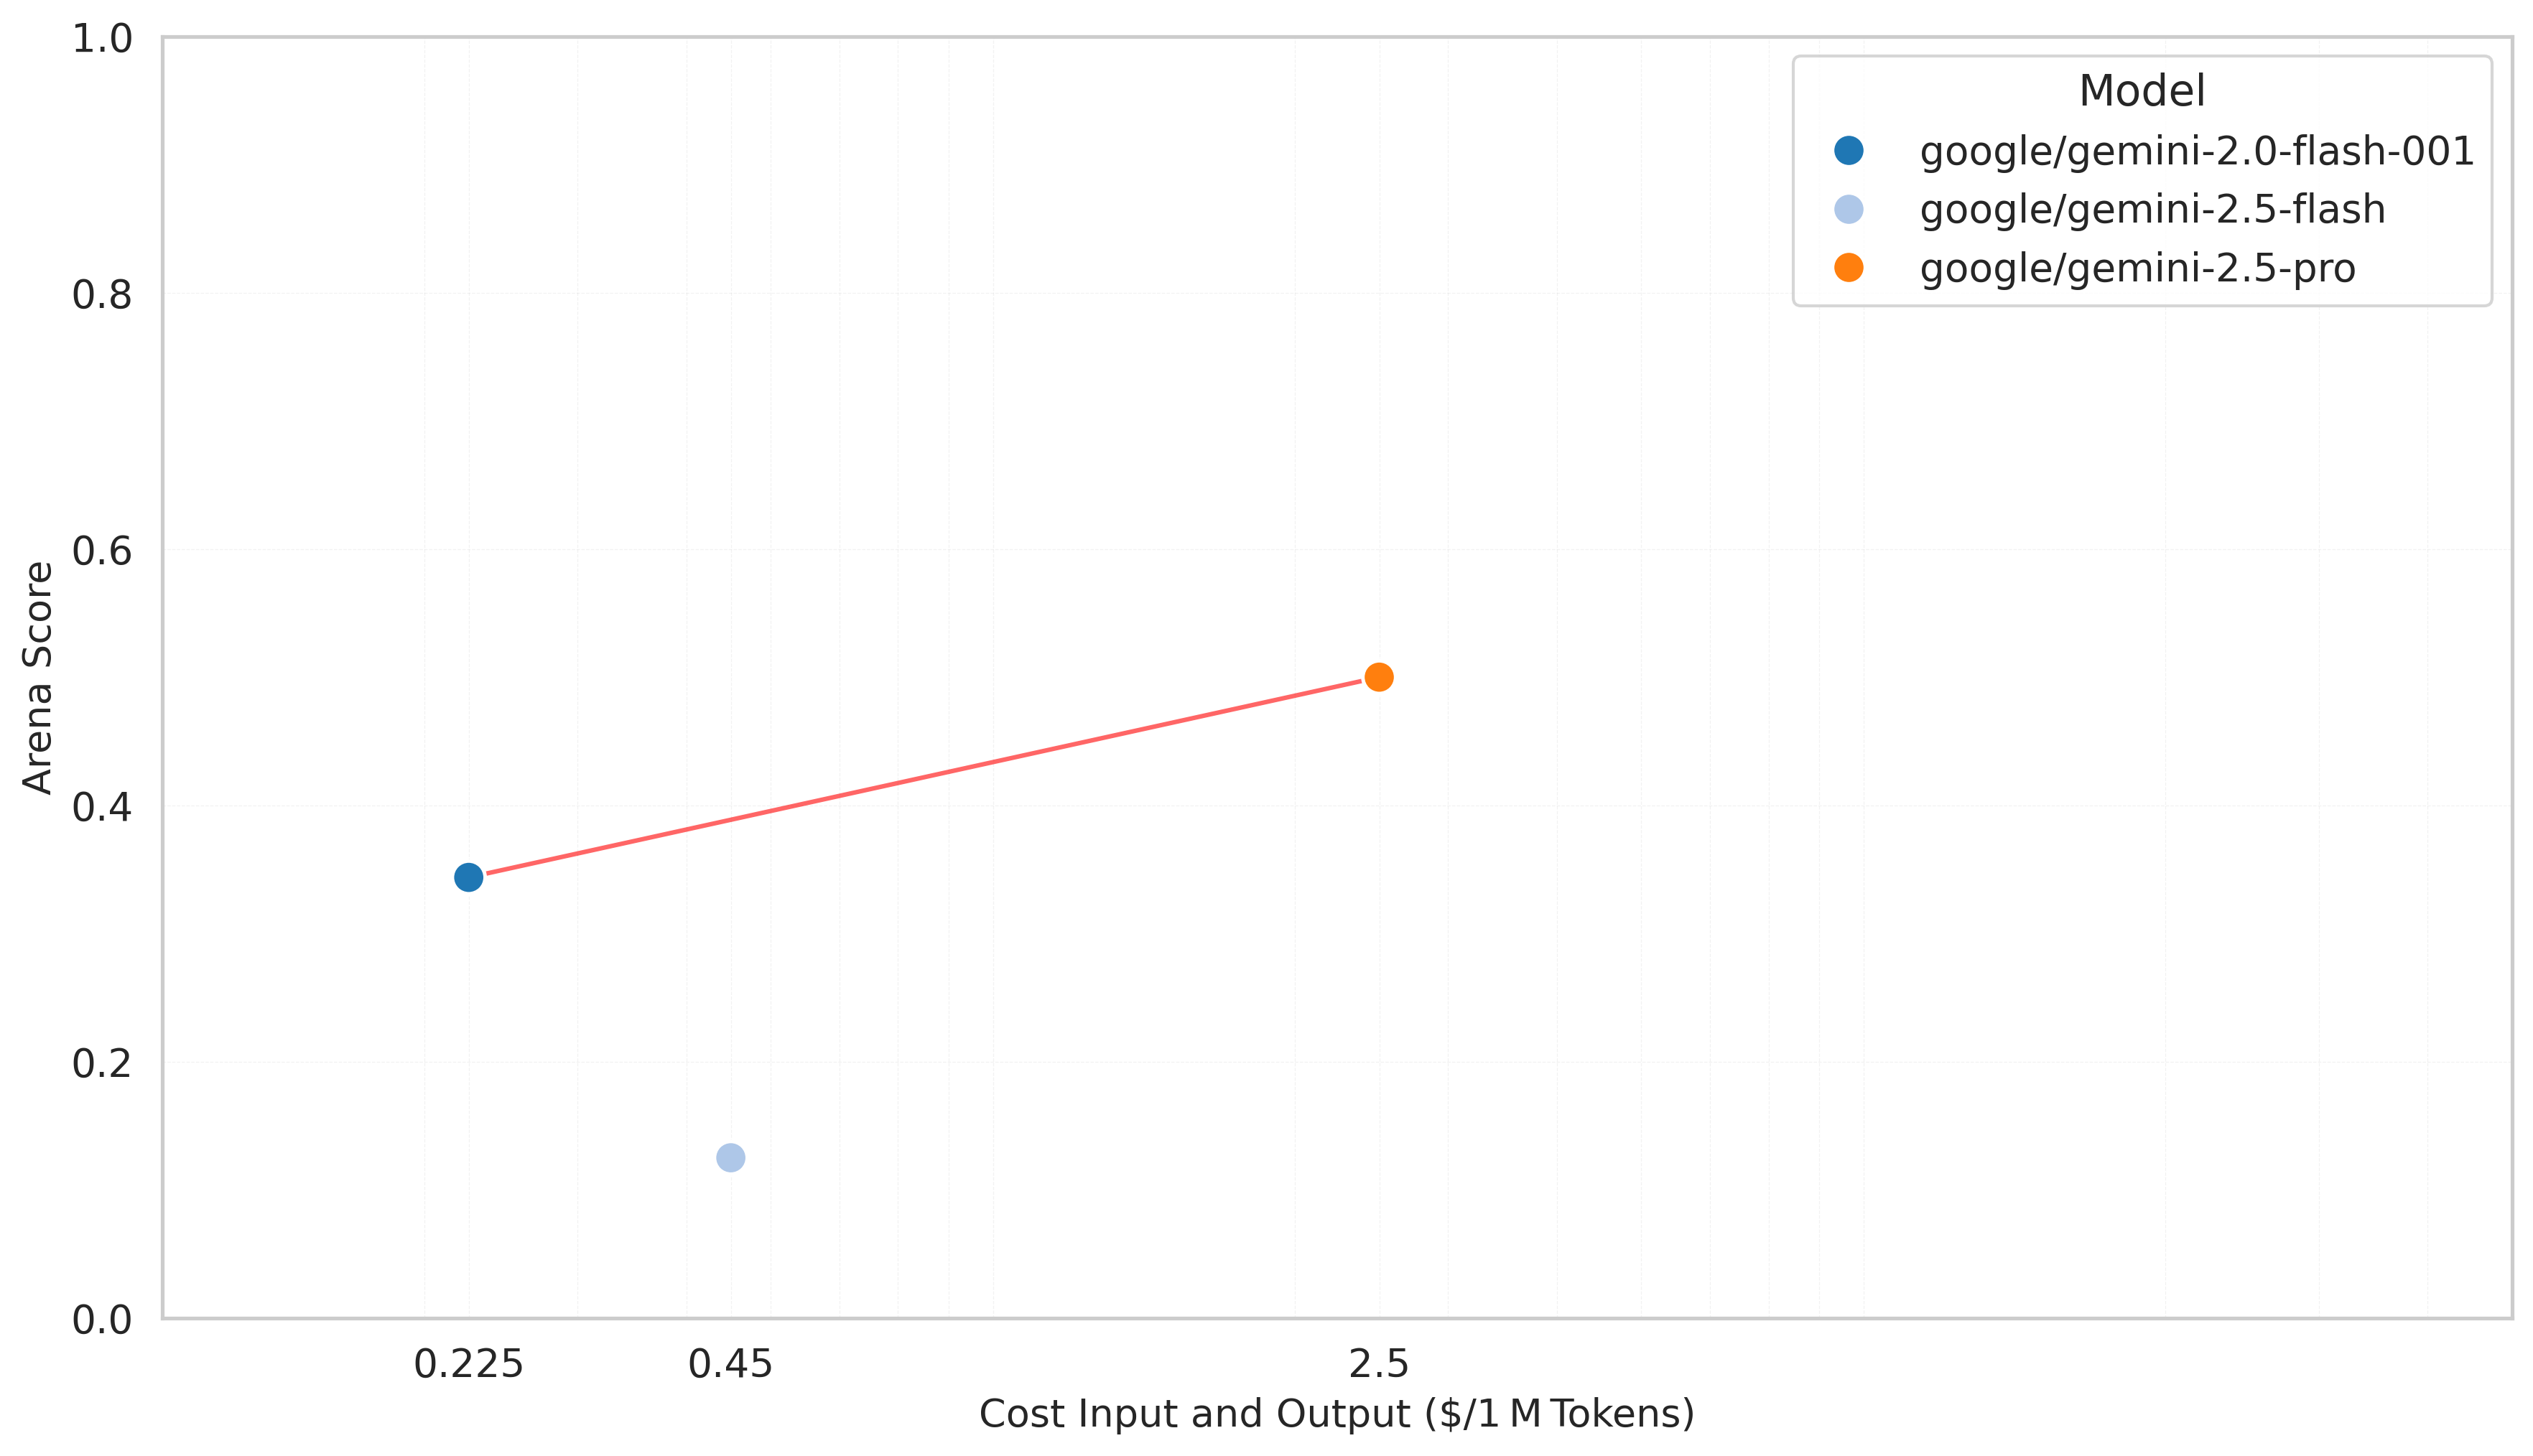 Model
google/gemini-2.0-flash-001
google/gemini-2.5-flash
google/gemini-2.5-pro
Arena Score
1.0
0.8
0.6
0.4
0.2
0.0
0.225
0.45
2.5
Cost Input and Output ($/1 M Tokens)